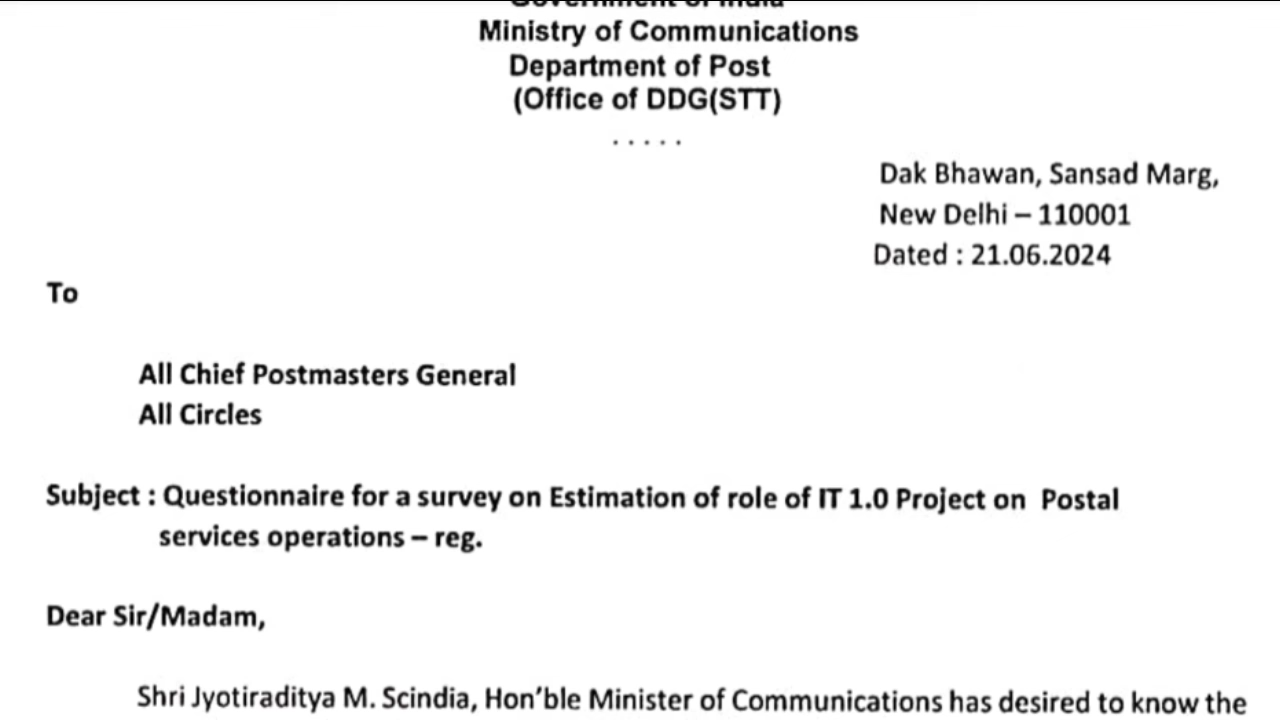 Government of India
Ministry of Communications
Department of Post
(Office of DDG(STT)
.....
Dak Bhawan, Sansad Marg,
New Delhi – 110001
Dated : 21.06.2024
To
All Chief Postmasters General
All Circles
Subject : Questionnaire for a survey on Estimation of role of IT 1.0 Project on Postal
services operations – reg.
Dear Sir/Madam,
Shri Jyotiraditya M. Scindia, Hon'ble Minister of Communications has desired to know the